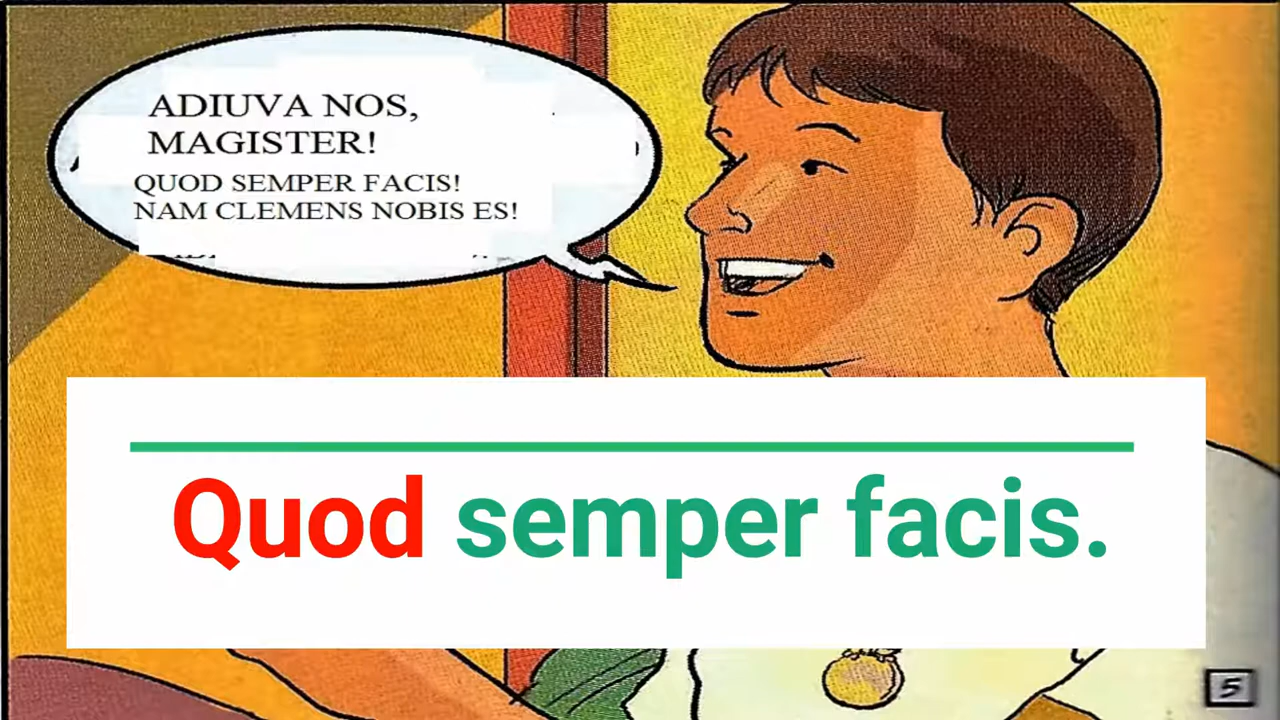 ADIUVA NOS,
MAGISTER!
QUOD SEMPER FACIS!
NAM CLEMENS NOBIS ES!
Quod semper facis.
5